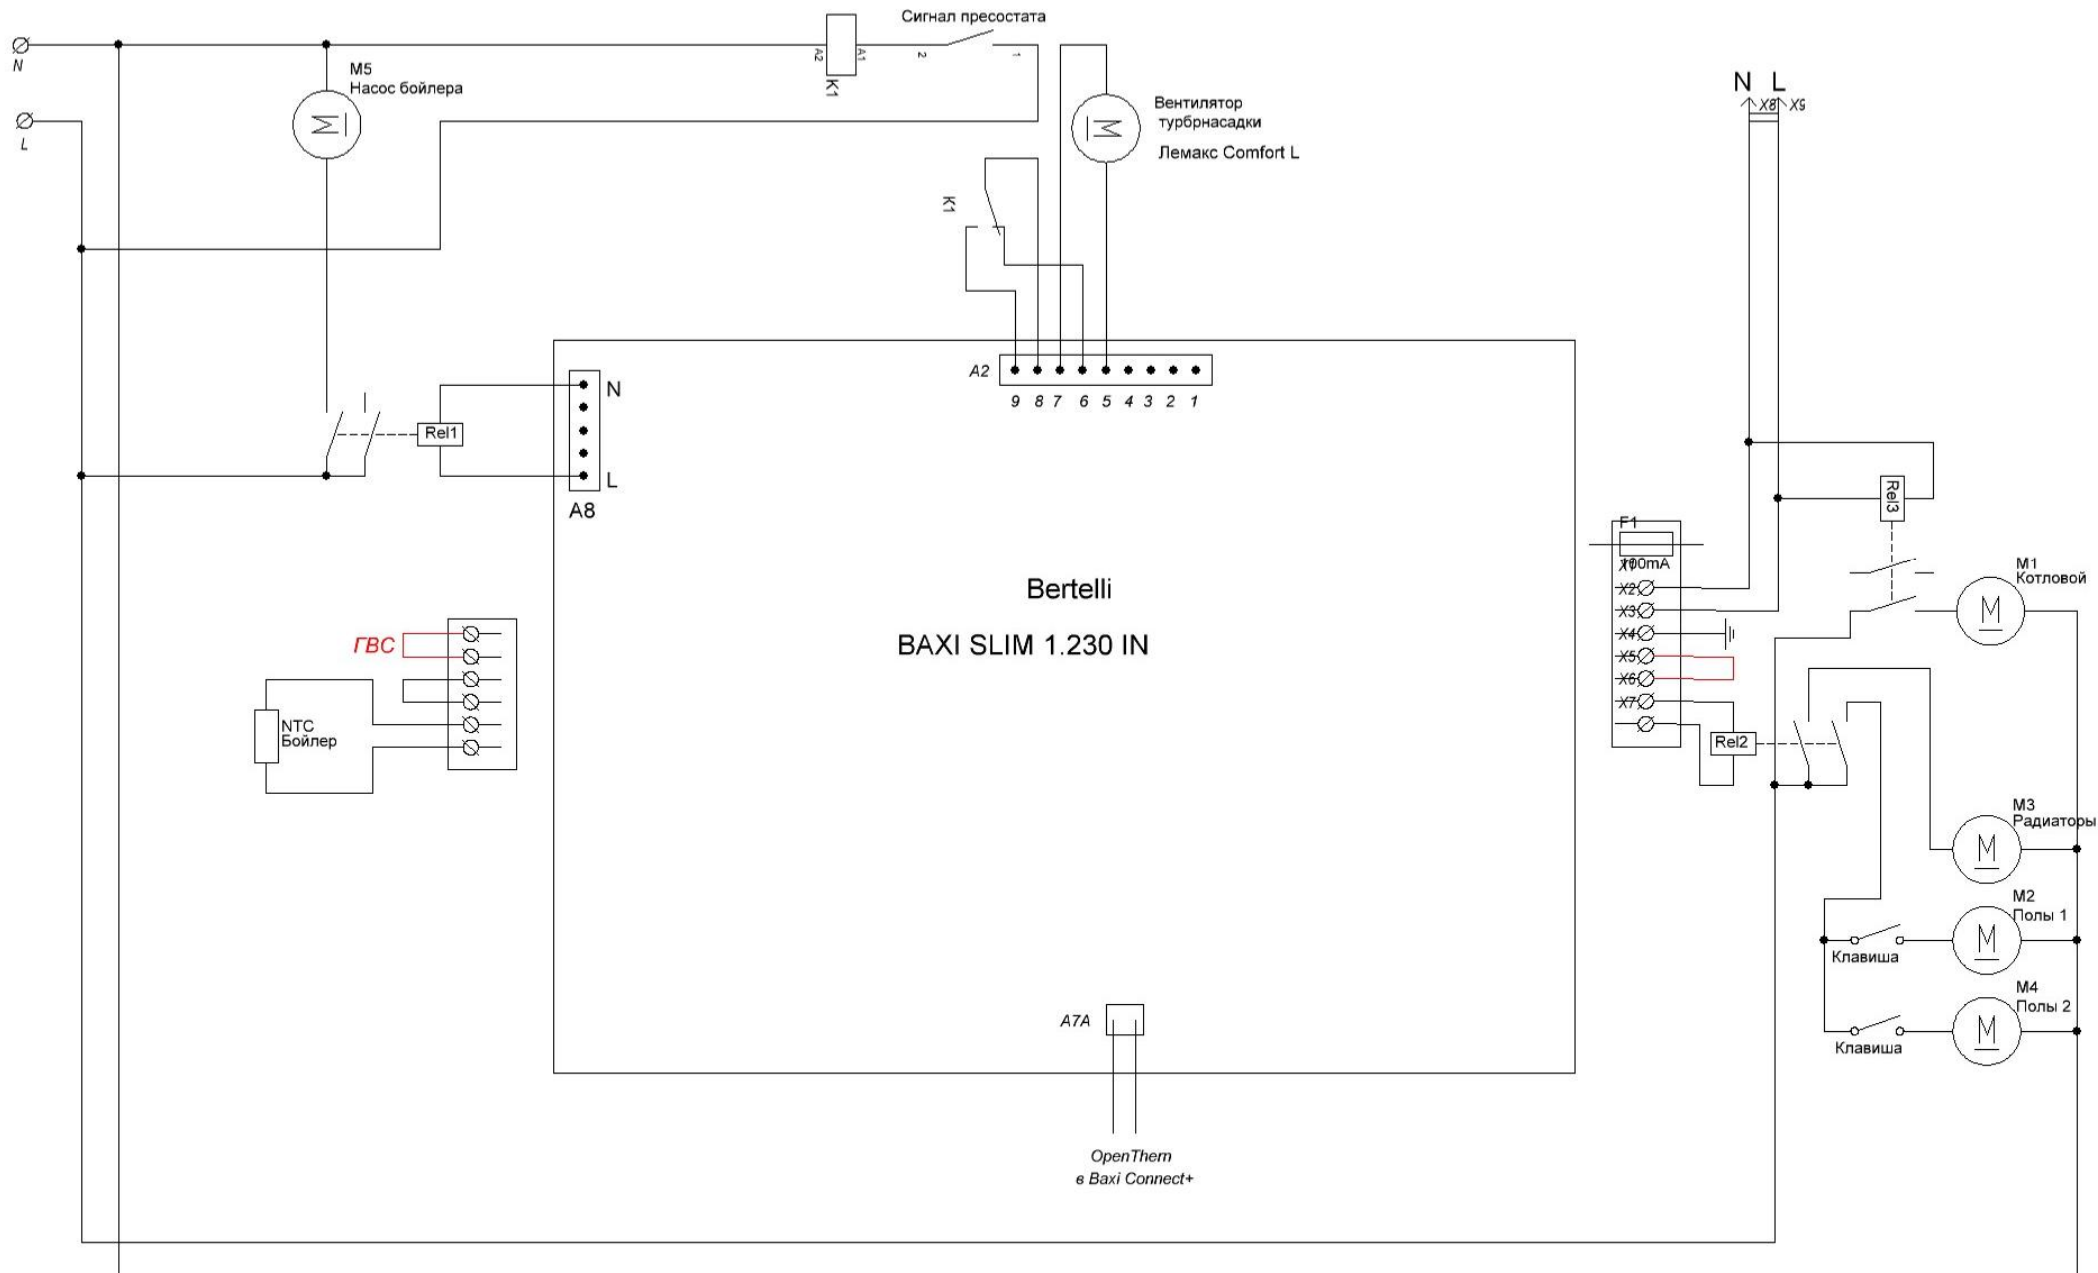 Сигнал пресостата
N
M5
Насос бойлера
A2
A1
K1
2
1
N L
X8
X9
Вентилятор
турбрнасадки
Лемакс Comfort L
L
K1
A2
9 8 7 6 5 4 3 2 1
N
Rel1
L
A8
Rel3
F1
100mA
X1
M1
Котловой
Bertelli
X2
X3
BAXI SLIM 1.230 IN
ГВС
X4
X5
X6
X7
NTC
Бойлер
Rel2
M3
Радиаторы
M2
Полы 1
Клавиша
M4
Полы 2
Клавиша
A7A
OpenThern
в Baxi Connect+